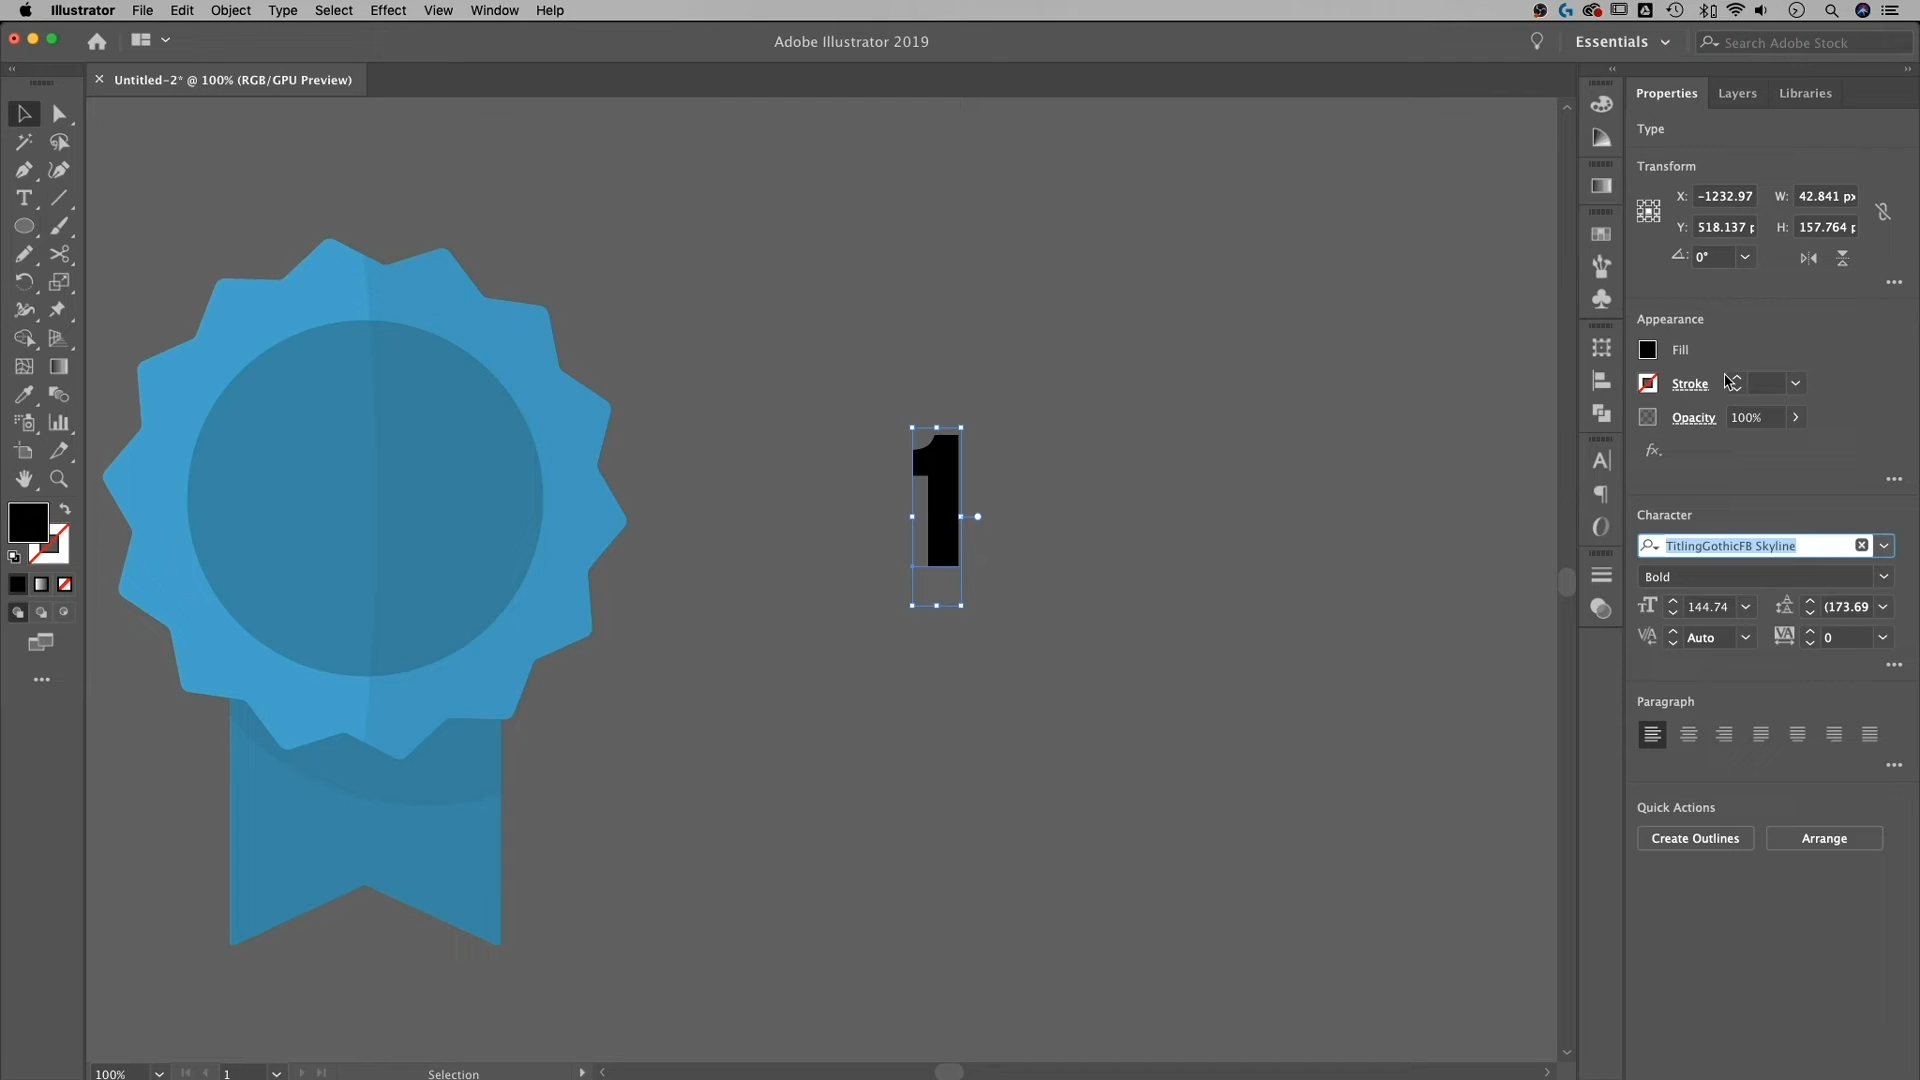 Illustrator File Edit Object Type Select Effect View Window Help
Adobe Illustrator 2019
Essentials
Search Adobe Stock
Untitled-2* @ 100% (RGB/GPU Preview)
Properties Layers Libraries
Type
Transform
X: -1232.97 W: 42.841 px
Y: 518.137 p H: 157.764 p
0°
Appearance
Fill
Stroke
Opacity 100%
fx.
1
Character
TitlingGothicFB Skyline
Bold
144.74 (173.69
Auto 0
Paragraph
Quick Actions
Create Outlines Arrange
100% 1 Selection